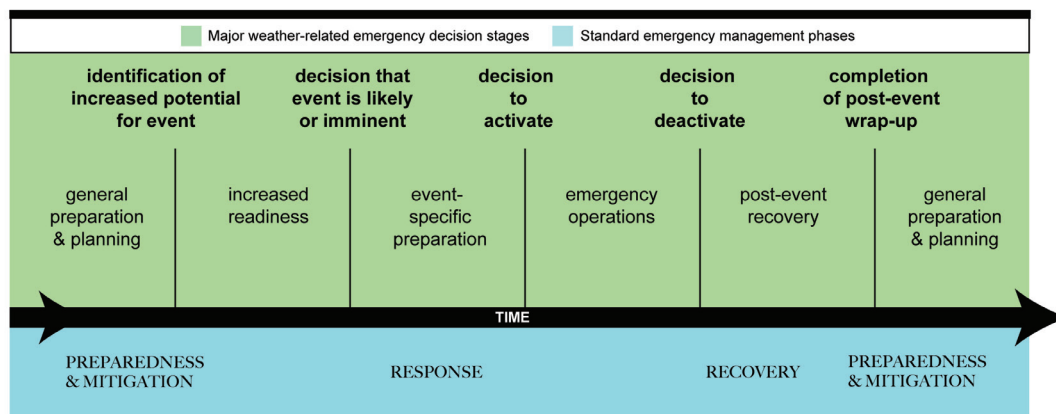 Major weather-related emergency decision stages
Standard emergency management phases
identification of
increased potential
for event
decision that
event is likely
or imminent
decision
to
activate
decision
to
deactivate
completion
of post-event
wrap-up
general
preparation
& planning
increased
readiness
event-
specific
preparation
emergency
operations
post-event
recovery
general
preparation
& planning
TIME
PREPAREDNESS
& MITIGATION
RESPONSE
RECOVERY
PREPAREDNESS
& MITIGATION